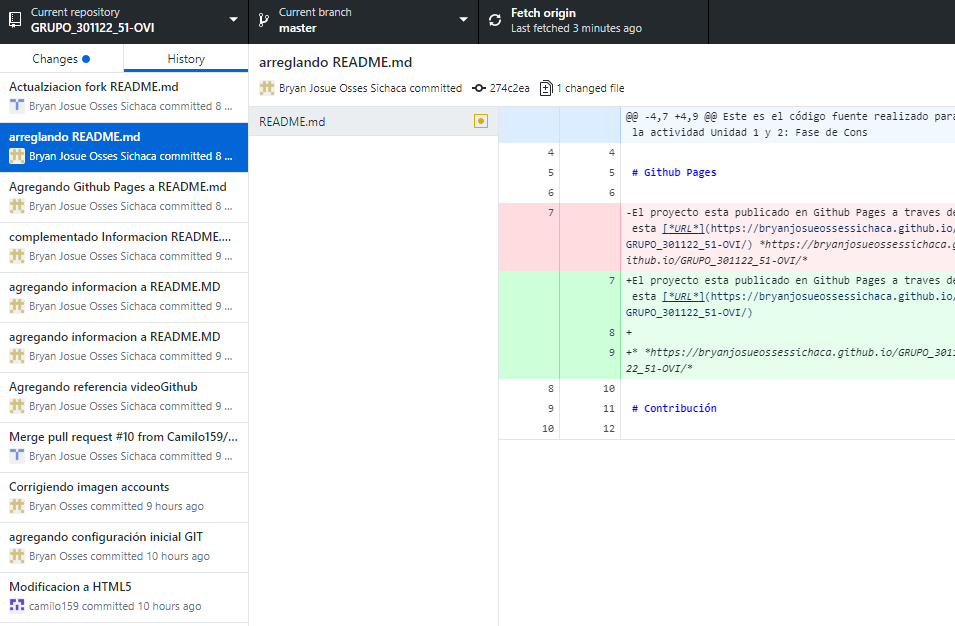 Current repository
GRUPO_301122_51-OVI
Current branch
master
Fetch origin
Last fetched 3 minutes ago
Changes
History
Actualziacion fork README.md
Bryan Josue Osses Sichaca committed 8 ...
arreglando README.md
Bryan Josue Osses Sichaca committed 8 ...
Agregando Github Pages a README.md
Bryan Josue Osses Sichaca committed 8 ...
complementado Informacion README....
Bryan Josue Osses Sichaca committed 9 ...
agregando informacion a README.MD
Bryan Josue Osses Sichaca committed 9 ...
agregando informacion a README.MD
Bryan Josue Osses Sichaca committed 9 ...
Agregando referencia videoGithub
Bryan Josue Osses Sichaca committed 9 ...
Merge pull request #10 from Camilo159/...
Bryan Josue Osses Sichaca committed 9 ...
Corrigiendo imagen accounts
Bryan Osses committed 9 hours ago
agregando configuración inicial GIT
Bryan Osses committed 10 hours ago
Modificacion a HTML5
camilo159 committed 10 hours ago
arreglando README.md
Bryan Josue Osses Sichaca committed 274c2ea 1 changed file
README.md
@@ -4,7 +4,9 @@ Este es el código fuente realizado para
la actividad Unidad 1 y 2: Fase de Cons
4 4
5 5 # Github Pages
6 6
7 -El proyecto esta publicado en Github Pages a traves de
esta [*URL*](https://bryanjosueossessichaca.github.io/
GRUPO_301122_51-OVI/) *https://bryanjosueossessichaca.g
ithub.io/GRUPO_301122_51-OVI/*
7 +El proyecto esta publicado en Github Pages a traves de
esta [*URL*](https://bryanjosueossessichaca.github.io/
GRUPO_301122_51-OVI/)
8 +
9 +* *https://bryanjosueossessichaca.github.io/GRUPO_3011
22_51-OVI/*
8 10
9 11 # Contribución
10 12